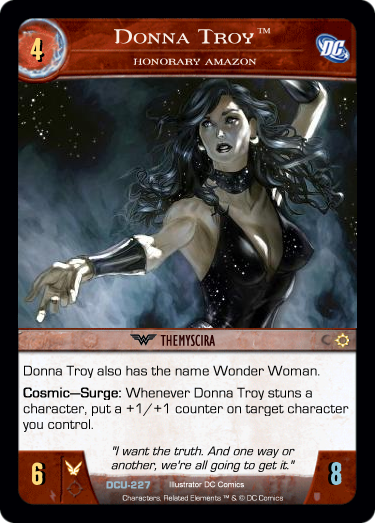 4
DONNA TROY™
HONORARY AMAZON
DC
THEMYSCIRA
Donna Troy also has the name Wonder Woman.
Cosmic—Surge: Whenever Donna Troy stuns a
character, put a +1/+1 counter on target character
you control.
"I want the truth. And one way or
another, we're all going to get it."
6
8
DCU-227 Illustrator DC Comics
Characters, Related Elements ™ & © DC Comics